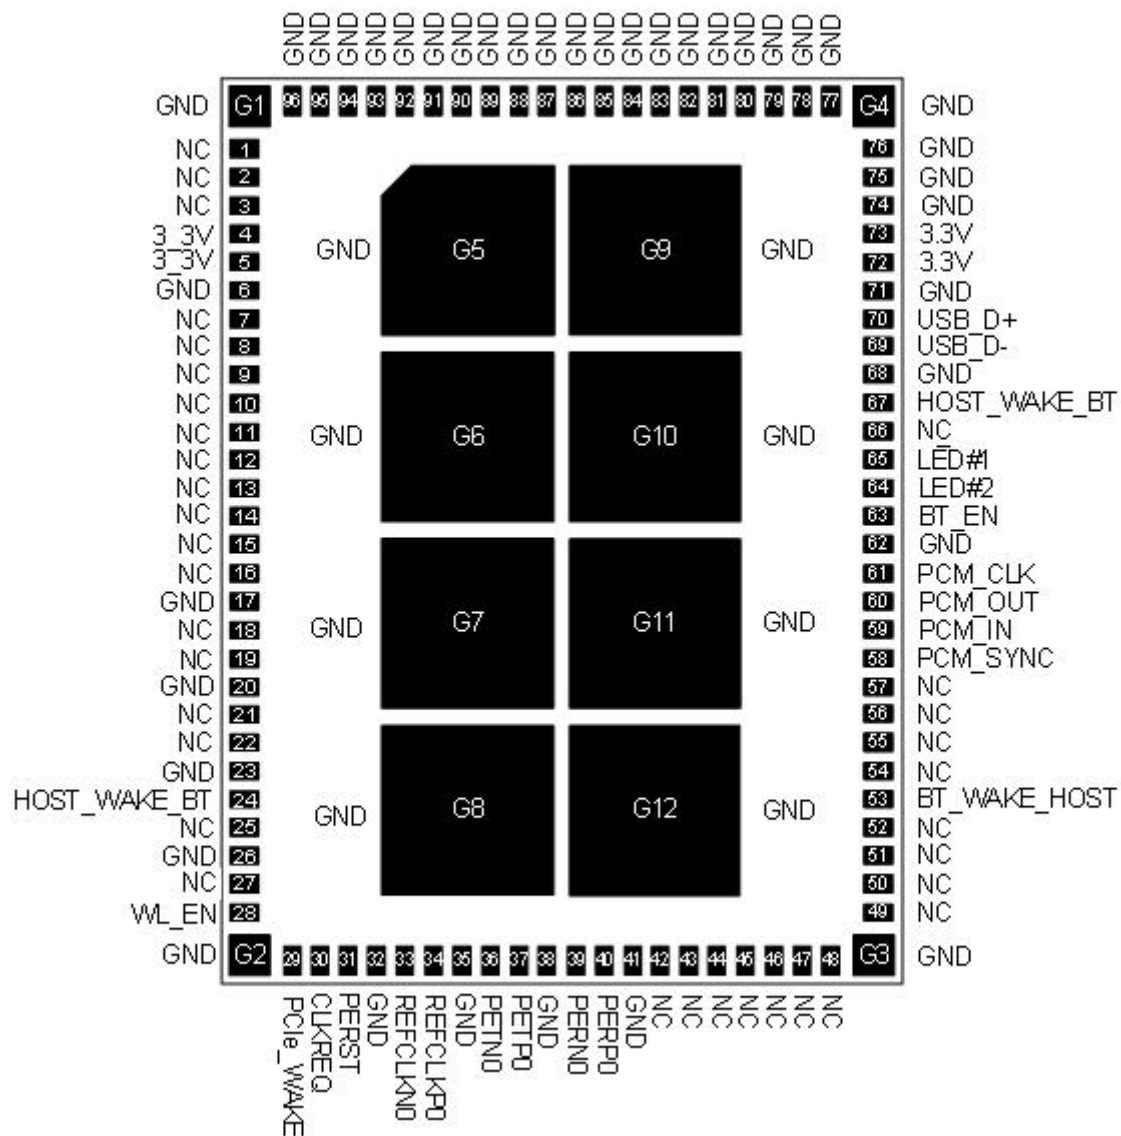 GND GND GND GND GND GND GND GND GND GND GND GND GND GND GND GND GND GND GND GND
GND G1 96 95 94 93 92 91 90 89 88 87 86 85 84 83 82 81 80 79 78 77 G4 GND
NC 1 76 GND
NC 2 75 GND
NC 3 74 GND
3_3V 4 73 3.3V
3_3V 5 GND G5 G9 GND 72 3.3V
GND 6 71 GND
NC 7 70 USB_D+
NC 8 69 USB_D-
NC 9 68 GND
NC 10 67 HOST_WAKE_BT
NC 11 GND G6 G10 GND 66 NC
NC 12 65 LED#1
NC 13 64 LED#2
NC 14 63 BT_EN
NC 15 62 GND
NC 16 61 PCM_CLK
GND 17 60 PCM_OUT
NC 18 GND G7 G11 GND 59 PCM_IN
NC 19 58 PCM_SYNC
GND 20 57 NC
NC 21 56 NC
NC 22 55 NC
GND 23 54 NC
HOST_WAKE_BT 24 GND G8 G12 GND 53 BT_WAKE_HOST
NC 25 52 NC
GND 26 51 NC
NC 27 50 NC
WL_EN 28 49 NC
GND G2 29 30 31 32 33 34 35 36 37 38 39 40 41 42 43 44 45 46 47 48 G3 GND
PCIe_WAKE CLKREQ PERST GND REFCLKN0 REFCLKP0 GND PETN0 PETP0 GND PERN0 PERP0 GND NC NC NC NC NC NC NC